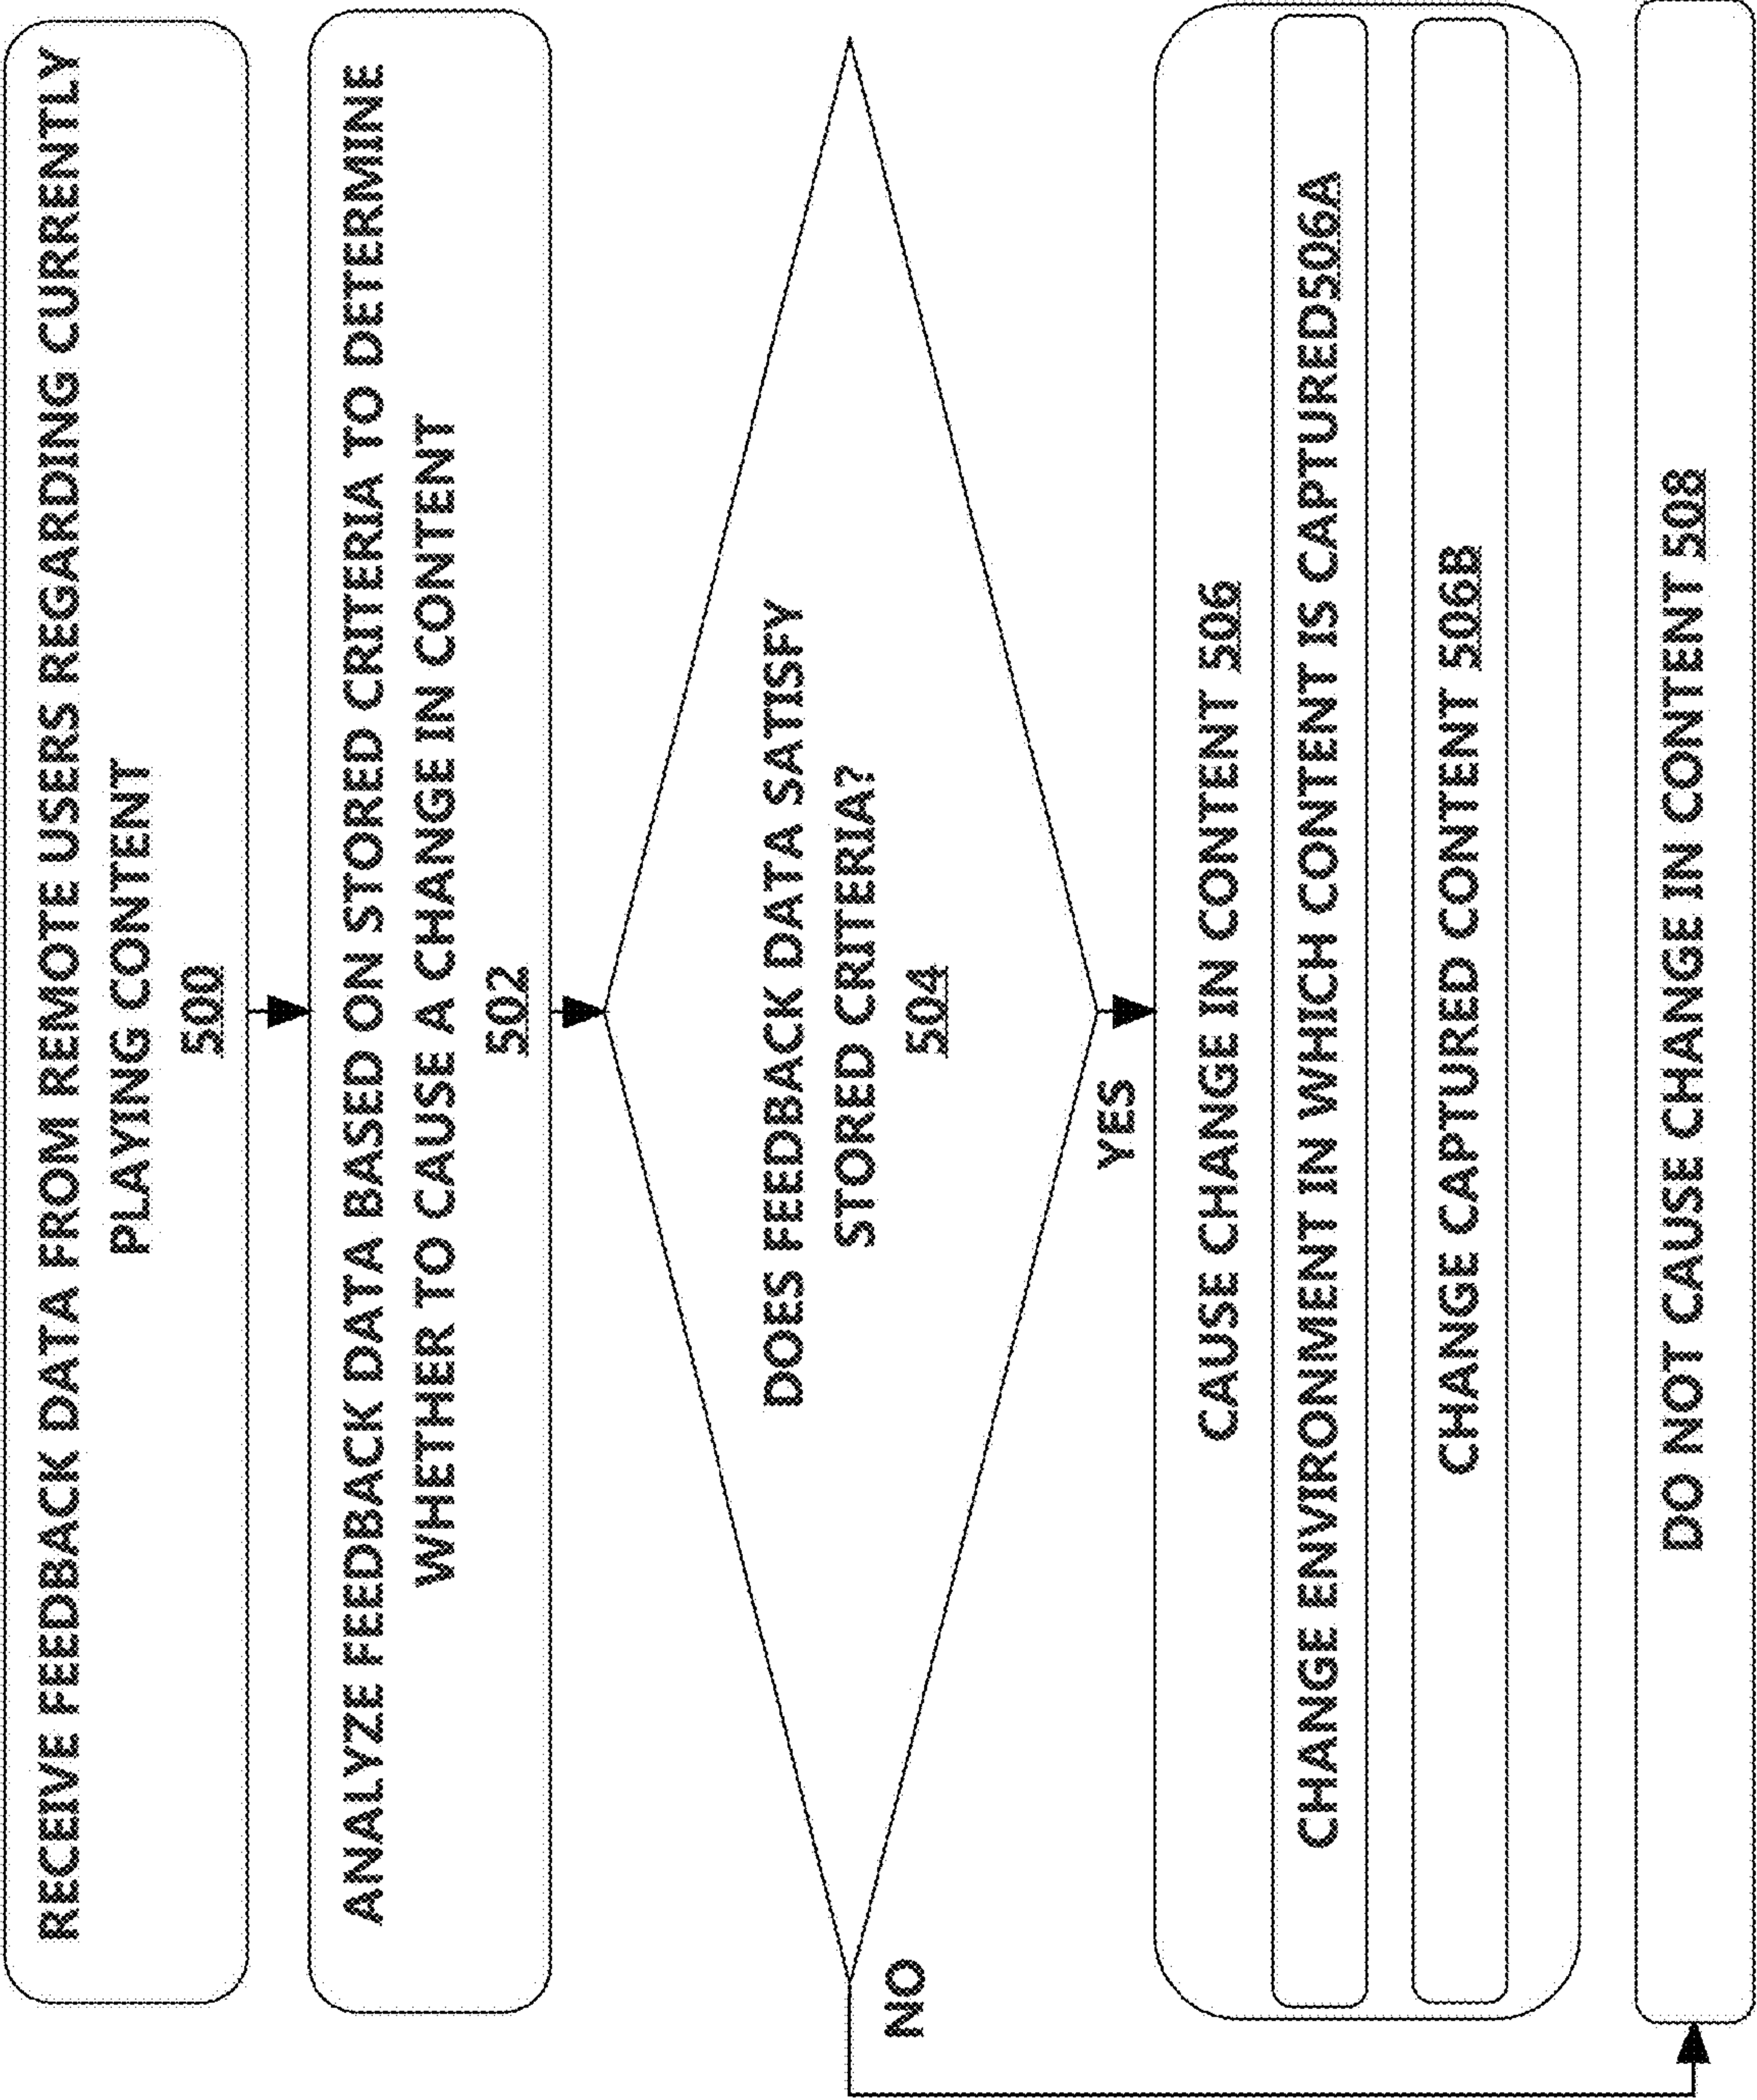 RECEIVE FEEDBACK DATA FROM REMOTE USERS REGARDING CURRENTLY
PLAYING CONTENT
500
ANALYZE FEEDBACK DATA BASED ON STORED CRITERIA TO DETERMINE
WHETHER TO CAUSE A CHANGE IN CONTENT
502
DOES FEEDBACK DATA SATISFY
STORED CRITERIA?
504
NO
YES
CAUSE CHANGE IN CONTENT 506
CHANGE ENVIRONMENT IN WHICH CONTENT IS CAPTURED506A
CHANGE CAPTURED CONTENT 506B
DO NOT CAUSE CHANGE IN CONTENT 508